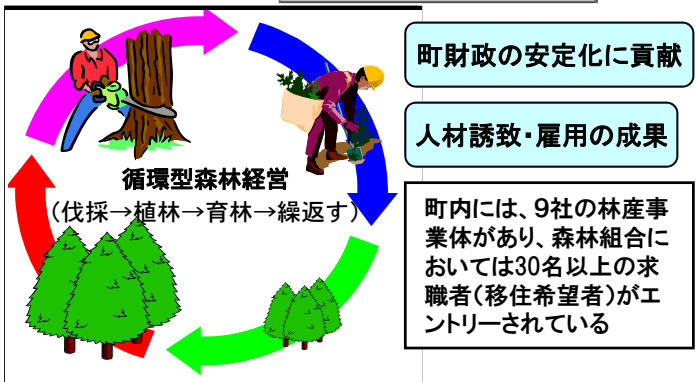 循環型森林経営
(伐採→植林→育林→繰返す)
町財政の安定化に貢献
人材誘致・雇用の成果
町内には、9社の林産事
業体があり、森林組合に
おいては30名以上の求
職者(移住希望者)がエ
ントリーされている